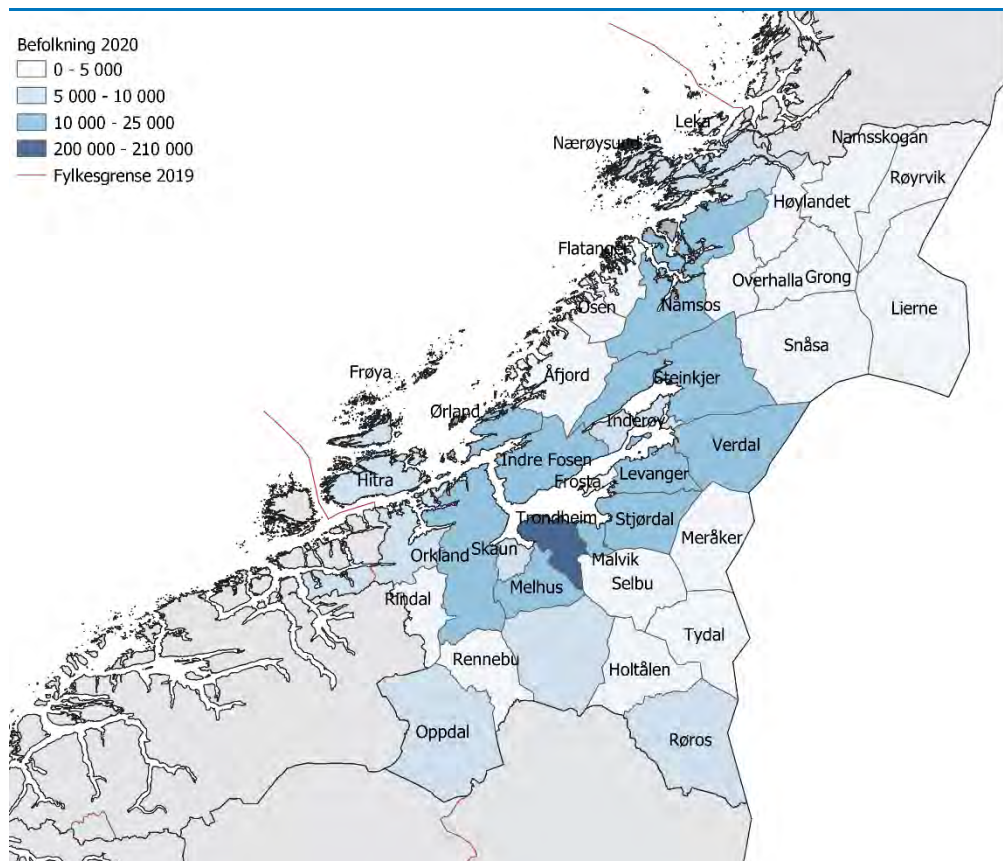 Befolkning 2020
0 - 5 000
5 000 - 10 000
10 000 - 25 000
200 000 - 210 000
Fylkesgrense 2019
Leka
Nærøysund
Namsskogan
Røyrvik
Høylandet
Flatanger
Overhalla
Grong
Osen
Namsos
Lierne
Snåsa
Frøya
Åfjord
Steinkjer
Ørland
Inderøy
Verdal
Indre Fosen
Hitra
Levanger
Frosta
Trondheim
Stjørdal
Meråker
Orkland
Skaun
Malvik
Selbu
Melhus
Rindal
Tydal
Rennebu
Holtålen
Oppdal
Røros